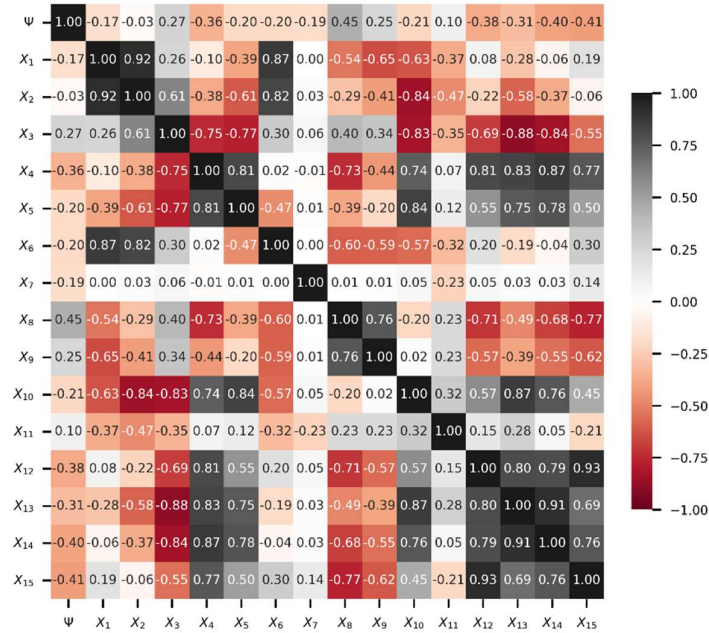 Ψ 1.00 -0.17 -0.03 0.27 -0.36 -0.20 -0.20 -0.19 0.45 0.25 -0.21 0.10 -0.38 -0.31 -0.40 -0.41
X1 -0.17 1.00 0.92 0.26 -0.10 -0.39 0.87 0.00 -0.54 -0.65 -0.63 -0.37 0.08 -0.28 -0.06 0.19
X2 -0.03 0.92 1.00 0.61 -0.38 -0.61 0.82 0.03 -0.29 -0.41 -0.84 -0.47 -0.22 -0.58 -0.37 -0.06
X3 0.27 0.26 0.61 1.00 -0.75 -0.77 0.30 0.06 0.40 0.34 -0.83 -0.35 -0.69 -0.88 -0.84 -0.55
X4 -0.36 -0.10 -0.38 -0.75 1.00 0.81 0.02 -0.01 -0.73 -0.44 0.74 0.07 0.81 0.83 0.87 0.77
X5 -0.20 -0.39 -0.61 -0.77 0.81 1.00 -0.47 0.01 -0.39 -0.20 0.84 0.12 0.55 0.75 0.78 0.50
X6 -0.20 0.87 0.82 0.30 0.02 -0.47 1.00 0.00 -0.60 -0.59 -0.57 -0.32 0.20 -0.19 -0.04 0.30
X7 -0.19 0.00 0.03 0.06 -0.01 0.01 0.00 1.00 0.01 0.01 0.05 -0.23 0.05 0.03 0.03 0.14
X8 0.45 -0.54 -0.29 0.40 -0.73 -0.39 -0.60 0.01 1.00 0.76 -0.20 0.23 -0.71 -0.49 -0.68 -0.77
X9 0.25 -0.65 -0.41 0.34 -0.44 -0.20 -0.59 0.01 0.76 1.00 0.02 0.23 -0.57 -0.39 -0.55 -0.62
X10 -0.21 -0.63 -0.84 -0.83 0.74 0.84 -0.57 0.05 -0.20 0.02 1.00 0.32 0.57 0.87 0.76 0.45
X11 0.10 -0.37 -0.47 -0.35 0.07 0.12 -0.32 -0.23 0.23 0.23 0.32 1.00 0.15 0.28 0.05 -0.21
X12 -0.38 0.08 -0.22 -0.69 0.81 0.55 0.20 0.05 -0.71 -0.57 0.57 0.15 1.00 0.80 0.79 0.93
X13 -0.31 -0.28 -0.58 -0.88 0.83 0.75 -0.19 0.03 -0.49 -0.39 0.87 0.28 0.80 1.00 0.91 0.69
X14 -0.40 -0.06 -0.37 -0.84 0.87 0.78 -0.04 0.03 -0.68 -0.55 0.76 0.05 0.79 0.91 1.00 0.76
X15 -0.41 0.19 -0.06 -0.55 0.77 0.50 0.30 0.14 -0.77 -0.62 0.45 -0.21 0.93 0.69 0.76 1.00
Ψ X1 X2 X3 X4 X5 X6 X7 X8 X9 X10 X11 X12 X13 X14 X15
1.00
0.75
0.50
0.25
0.00
−0.25
−0.50
−0.75
−1.00